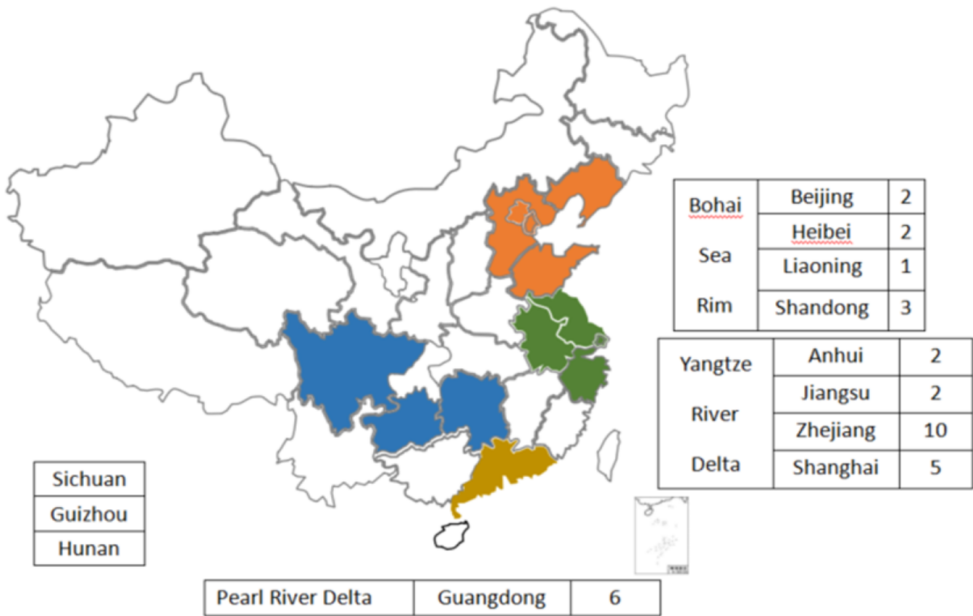 Bohai Sea Rim
Beijing 2
Heibei 2
Liaoning 1
Shandong 3
Yangtze River Delta
Anhui 2
Jiangsu 2
Zhejiang 10
Shanghai 5
Sichuan
Guizhou
Hunan
Pearl River Delta Guangdong 6